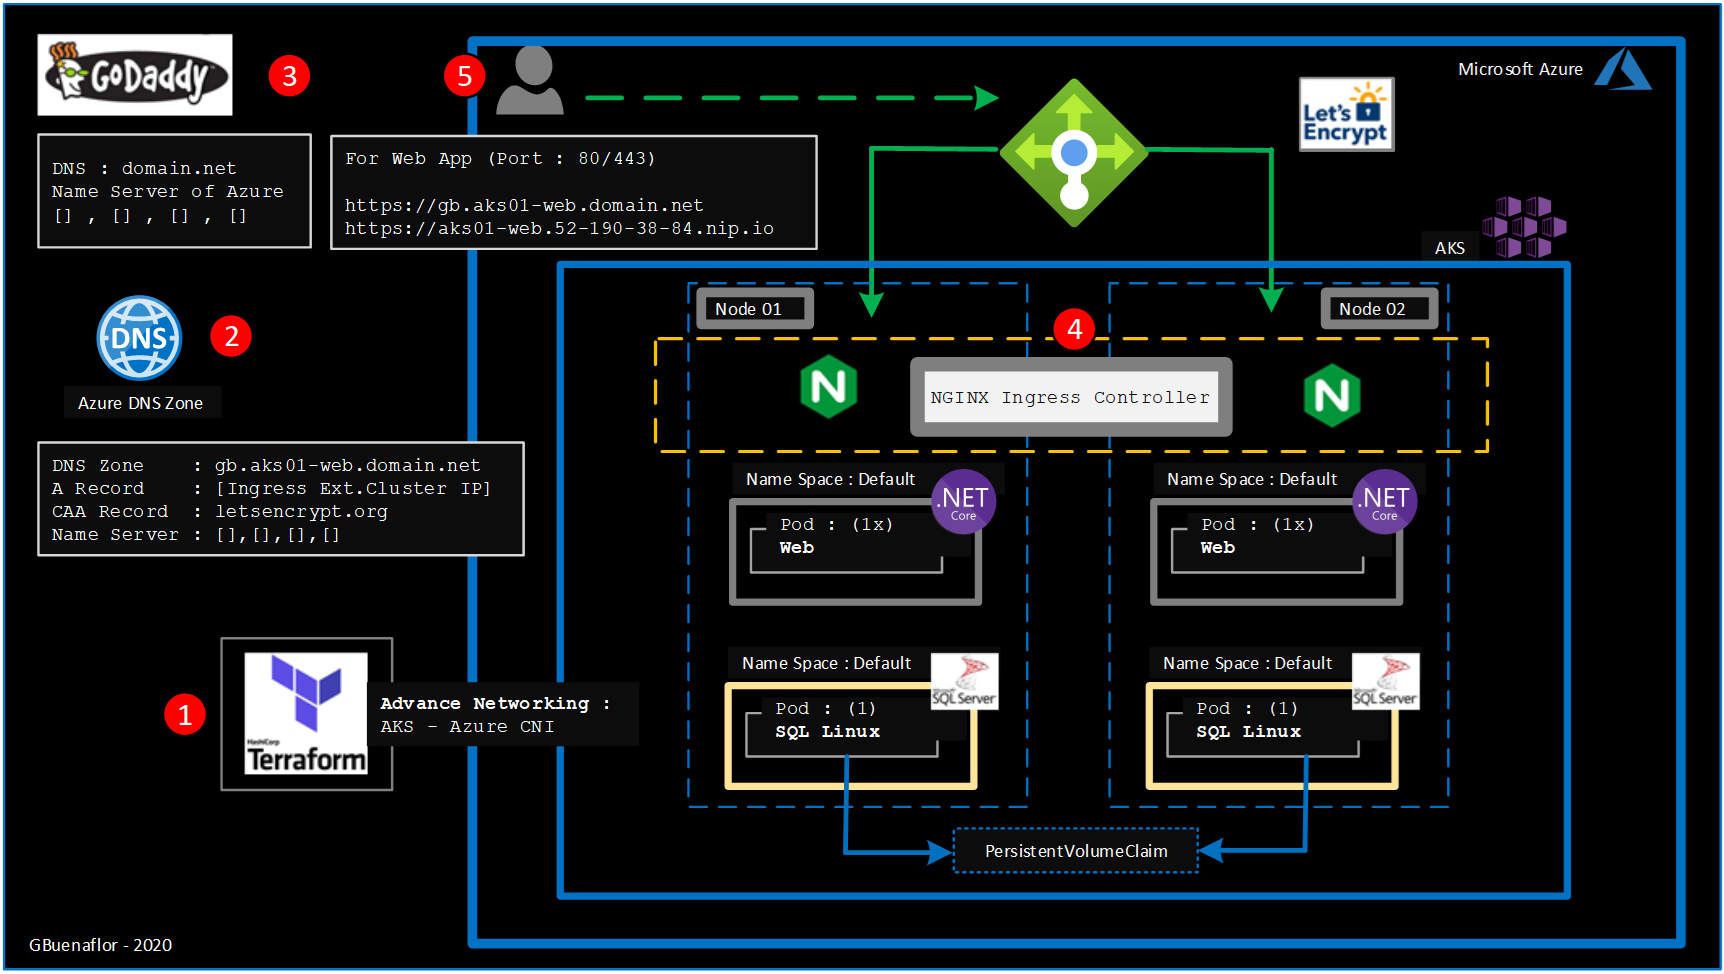 GoDaddy™
3
5
Microsoft Azure
Let's
Encrypt
DNS : domain.net
Name Server of Azure
[] , [] , [] , []
For Web App (Port : 80/443)
https://gb.aks01-web.domain.net
https://aks01-web.52-190-38-84.nip.io
AKS
DNS
2
Azure DNS Zone
Node 01
4
Node 02
N
NGINX Ingress Controller
N
DNS Zone : gb.aks01-web.domain.net
A Record : [Ingress Ext.Cluster IP]
CAA Record : letsencrypt.org
Name Server : [],[],[],[]
Name Space : Default
.NET
Core
Pod : (1x)
Web
Name Space : Default
.NET
Core
Pod : (1x)
Web
1
HashiCorp
Terraform
Advance Networking :
AKS - Azure CNI
Name Space : Default
Microsoft
SQL Server
Pod : (1)
SQL Linux
Name Space : Default
Microsoft
SQL Server
Pod : (1)
SQL Linux
PersistentVolumeClaim
GBuenaflor - 2020